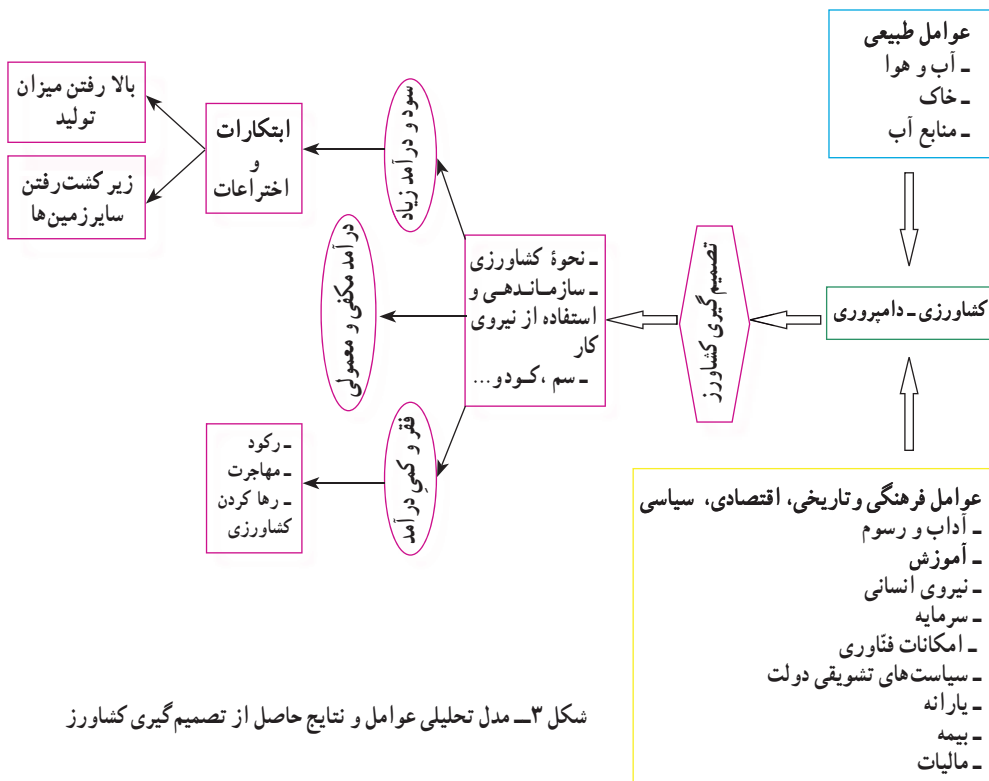 عوامل طبیعی
ـ آب و هوا
ـ خاک
ـ منابع آب
کشاورزی ـ دامپروری
عوامل فرهنگی و تاریخی، اقتصادی، سیاسی
ـ آداب و رسوم
ـ آموزش
ـ نیروی انسانی
ـ سرمایه
ـ امکانات فنّاوری
ـ سیاست‌های تشویقی دولت
ـ یارانه
ـ بیمه
ـ مالیات
تصمیم گیری کشاورز
ـ نحوهٔ کشاورزی
ـ سازماندهی و
استفاده از نیروی
کار
ـ سم ،کود و...
سود و درآمد زیاد
ابتکارات
و
اختراعات
بالا رفتن میزان
تولید
زیر کشت‌رفتن
سایرزمین‌ها
درآمد مکفی و معمولی
فقر و کمیِ درآمد
ـ رکود
ـ مهاجرت
ـ رها کردن
کشاورزی
شکل ۳ــ مدل تحلیلی عوامل و نتایج حاصل از تصمیم‌گیری کشاورز